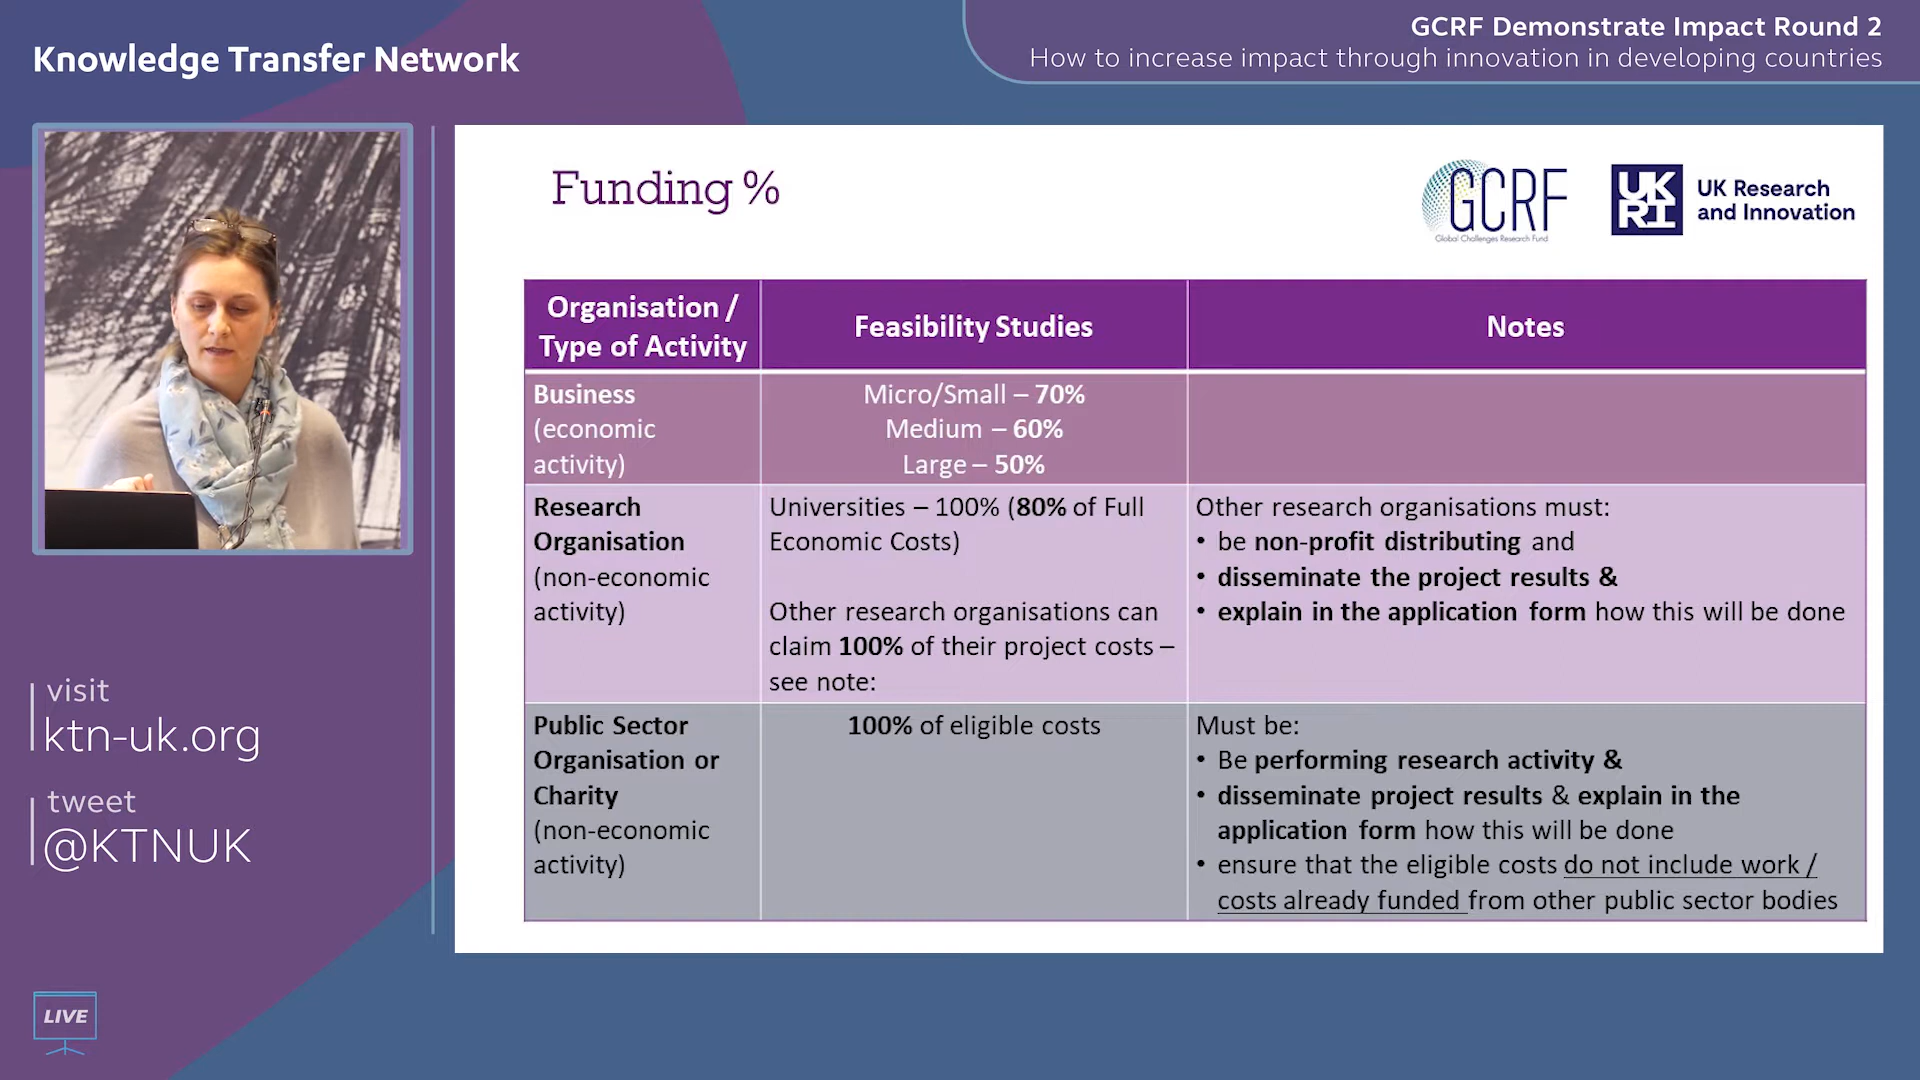 Knowledge Transfer Network
GCRF Demonstrate Impact Round 2
How to increase impact through innovation in developing countries
Funding %
GCRF
Global Challenges Research Fund
UK
RI
UK Research
and Innovation
Organisation /
Type of Activity
Feasibility Studies
Notes
Business
(economic
activity)
Micro/Small – 70%
Medium – 60%
Large – 50%
Research
Organisation
(non-economic
activity)
Universities – 100% (80% of Full
Economic Costs)
Other research organisations can
claim 100% of their project costs –
see note:
Other research organisations must:
• be non-profit distributing and
• disseminate the project results &
• explain in the application form how this will be done
Public Sector
Organisation or
Charity
(non-economic
activity)
100% of eligible costs
Must be:
• Be performing research activity &
• disseminate project results & explain in the
application form how this will be done
• ensure that the eligible costs do not include work /
costs already funded from other public sector bodies
visit
ktn-uk.org
tweet
@KTNUK
LIVE